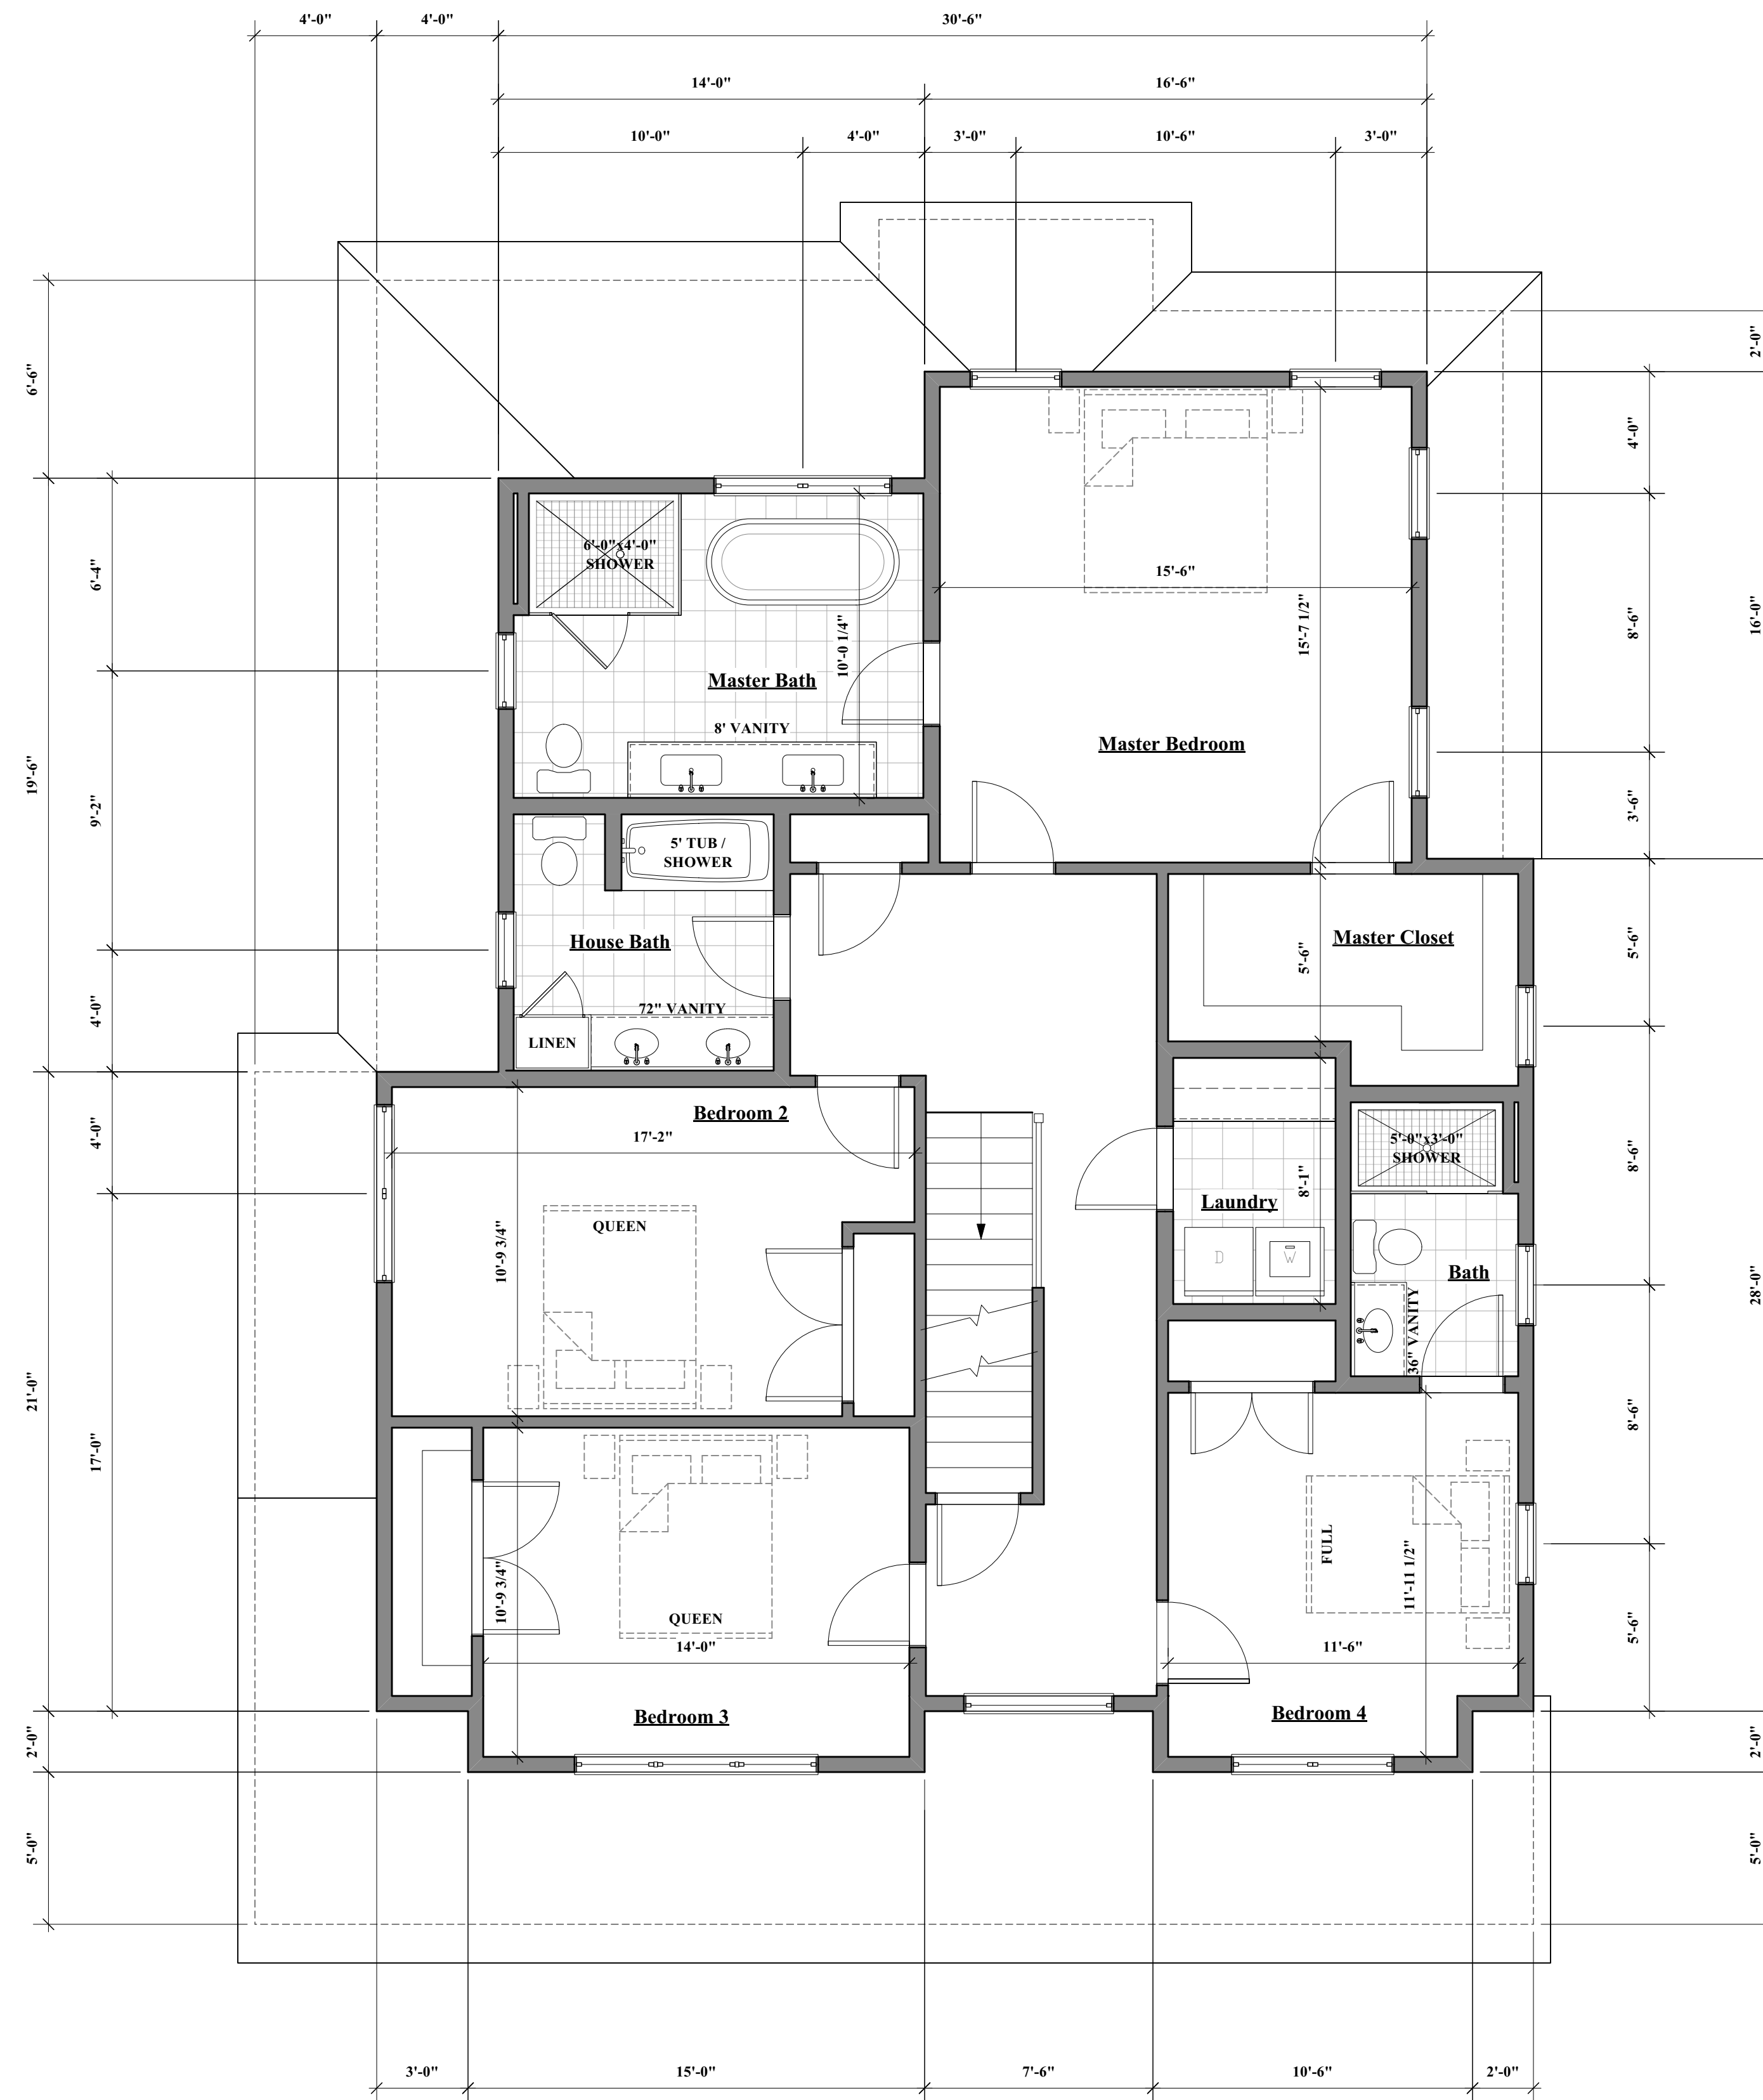 4'-0"
4'-0"
30'-6"
14'-0"
16'-6"
10'-0"
4'-0"
3'-0"
10'-6"
3'-0"
6'-6"
19'-6"
21'-0"
2'-0"
5'-0"
6'-4"
9'-2"
4'-0"
4'-0"
17'-0"
6'-0"x4'-0"
SHOWER
10'-0 1/4"
Master Bath
8' VANITY
15'-6"
15'-7 1/2"
Master Bedroom
5' TUB /
SHOWER
House Bath
72" VANITY
LINEN
Master Closet
5'-6"
Bedroom 2
17'-2"
10'-9 3/4"
QUEEN
Laundry
8'-1"
D
W
5'-0"x3'-0"
SHOWER
Bath
36" VANITY
10'-9 3/4"
QUEEN
14'-0"
Bedroom 3
FULL
11'-11 1/2"
11'-6"
Bedroom 4
4'-0"
8'-6"
3'-6"
5'-6"
8'-6"
8'-6"
5'-6"
2'-0"
16'-0"
28'-0"
2'-0"
5'-0"
3'-0"
15'-0"
7'-6"
10'-6"
2'-0"